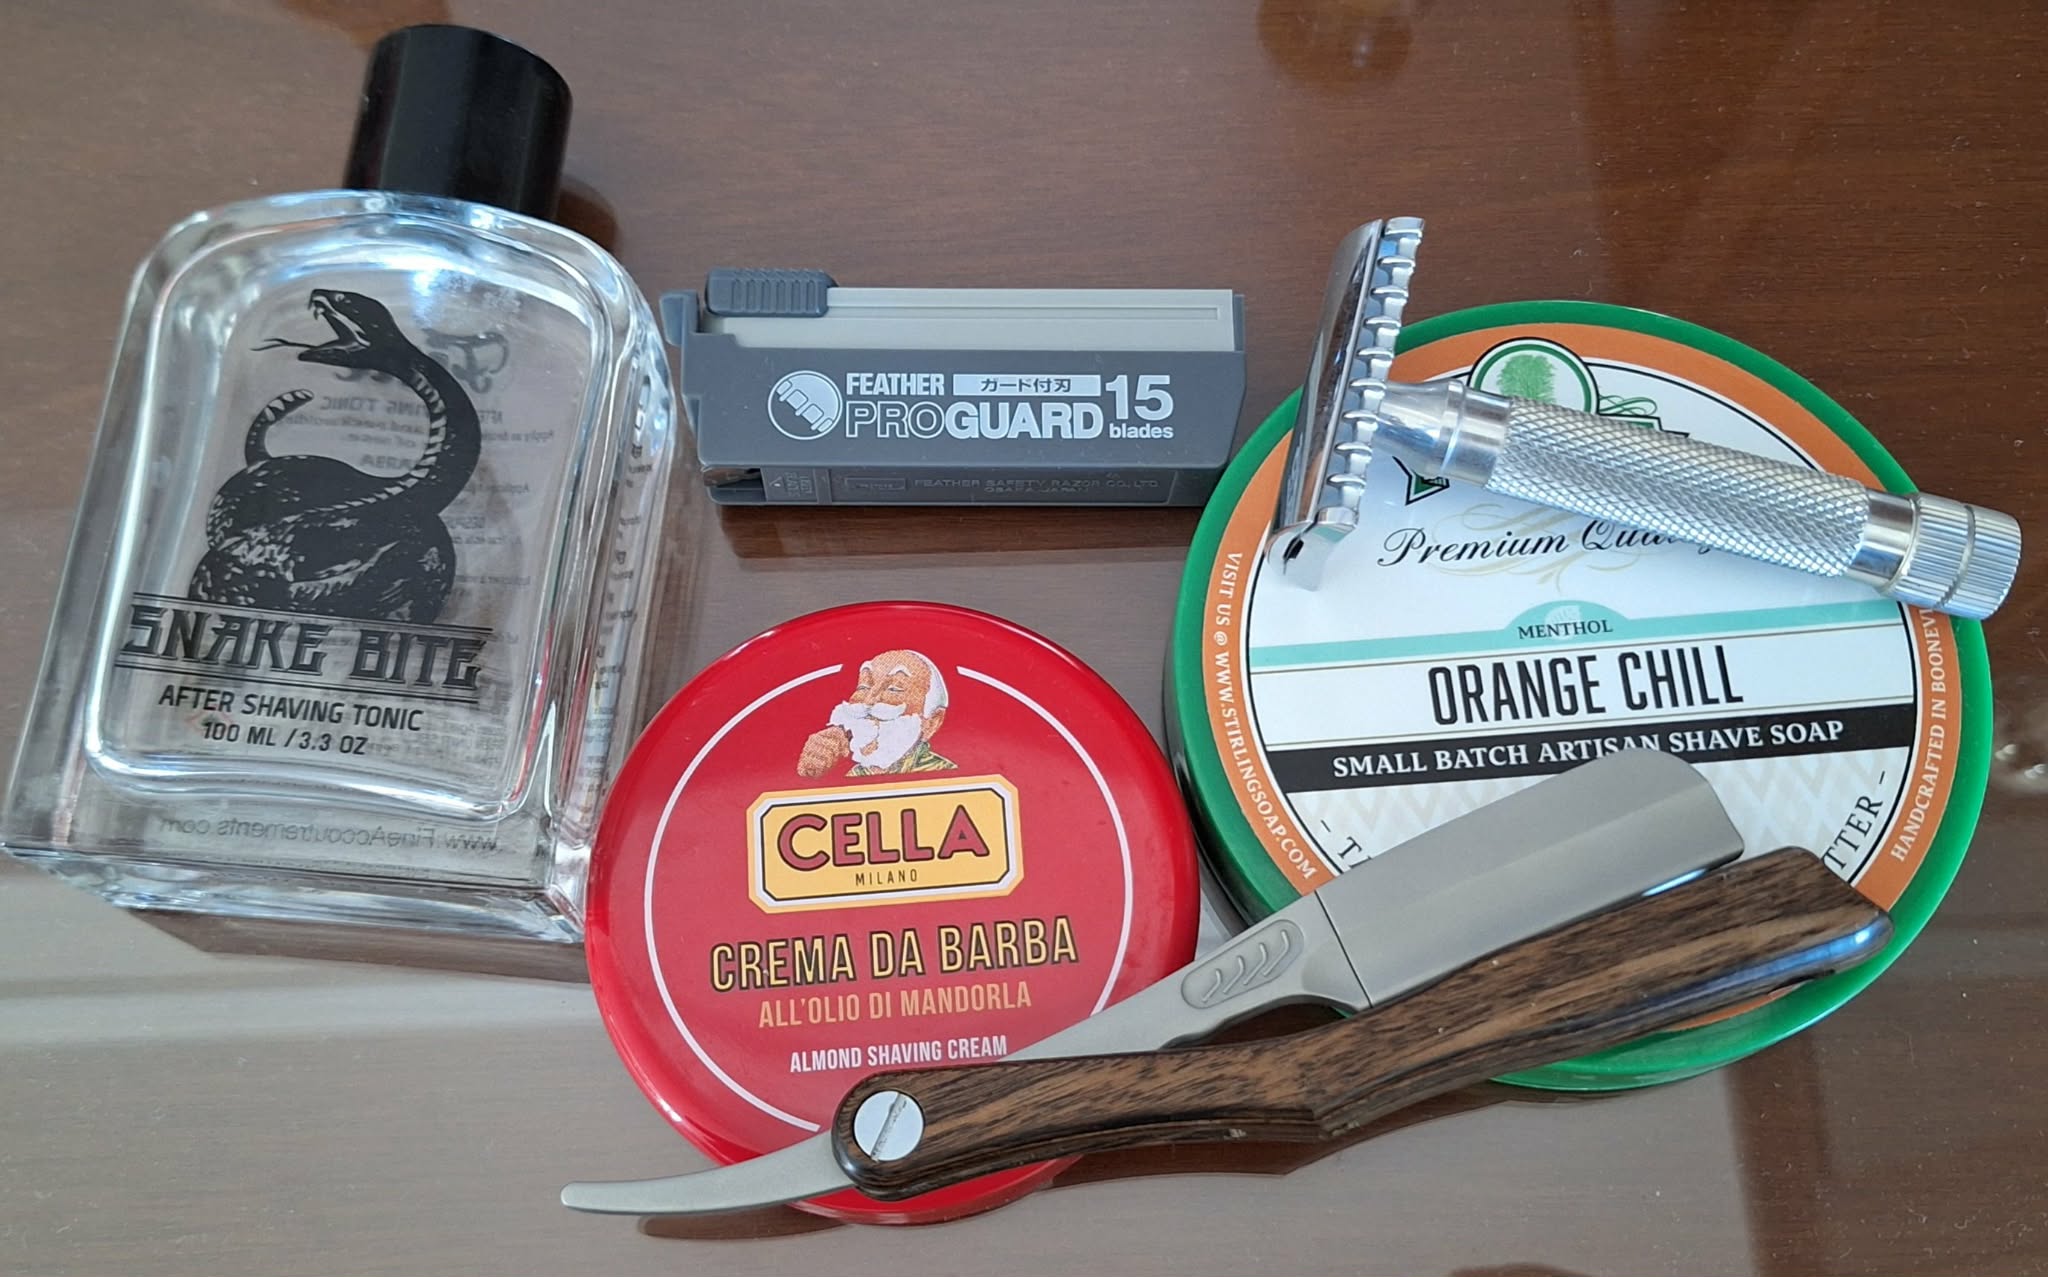 SNAKE BITE
AFTER SHAVING TONIC
100 ML / 3.3 OZ
www.FineAccoutrements.com
FEATHER ガード付刃 15
PROGUARD blades
FEATHER SAFETY RAZOR CO., LTD.
OSAKA JAPAN
CELLA
MILANO
CREMA DA BARBA
ALL'OLIO DI MANDORLA
ALMOND SHAVING CREAM
Premium
MENTHOL
ORANGE CHILL
SMALL BATCH ARTISAN SHAVE SOAP
VISIT US @ WWW.STIRLINGSOAP.COM
HANDCRAFTED IN